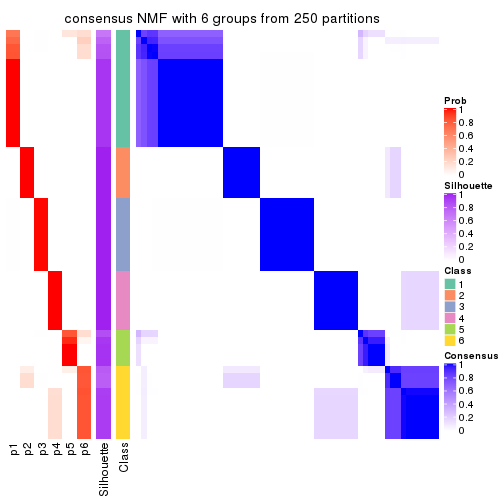 consensus NMF with 6 groups from 250 partitions
Prob
1
0.8
0.6
0.4
0.2
0
Silhouette
1
0.8
0.6
0.4
0.2
0
Class
1
2
3
4
5
6
Consensus
1
0.8
0.6
0.4
0.2
0
p1
p2
p3
p4
p5
p6
Silhouette
Class